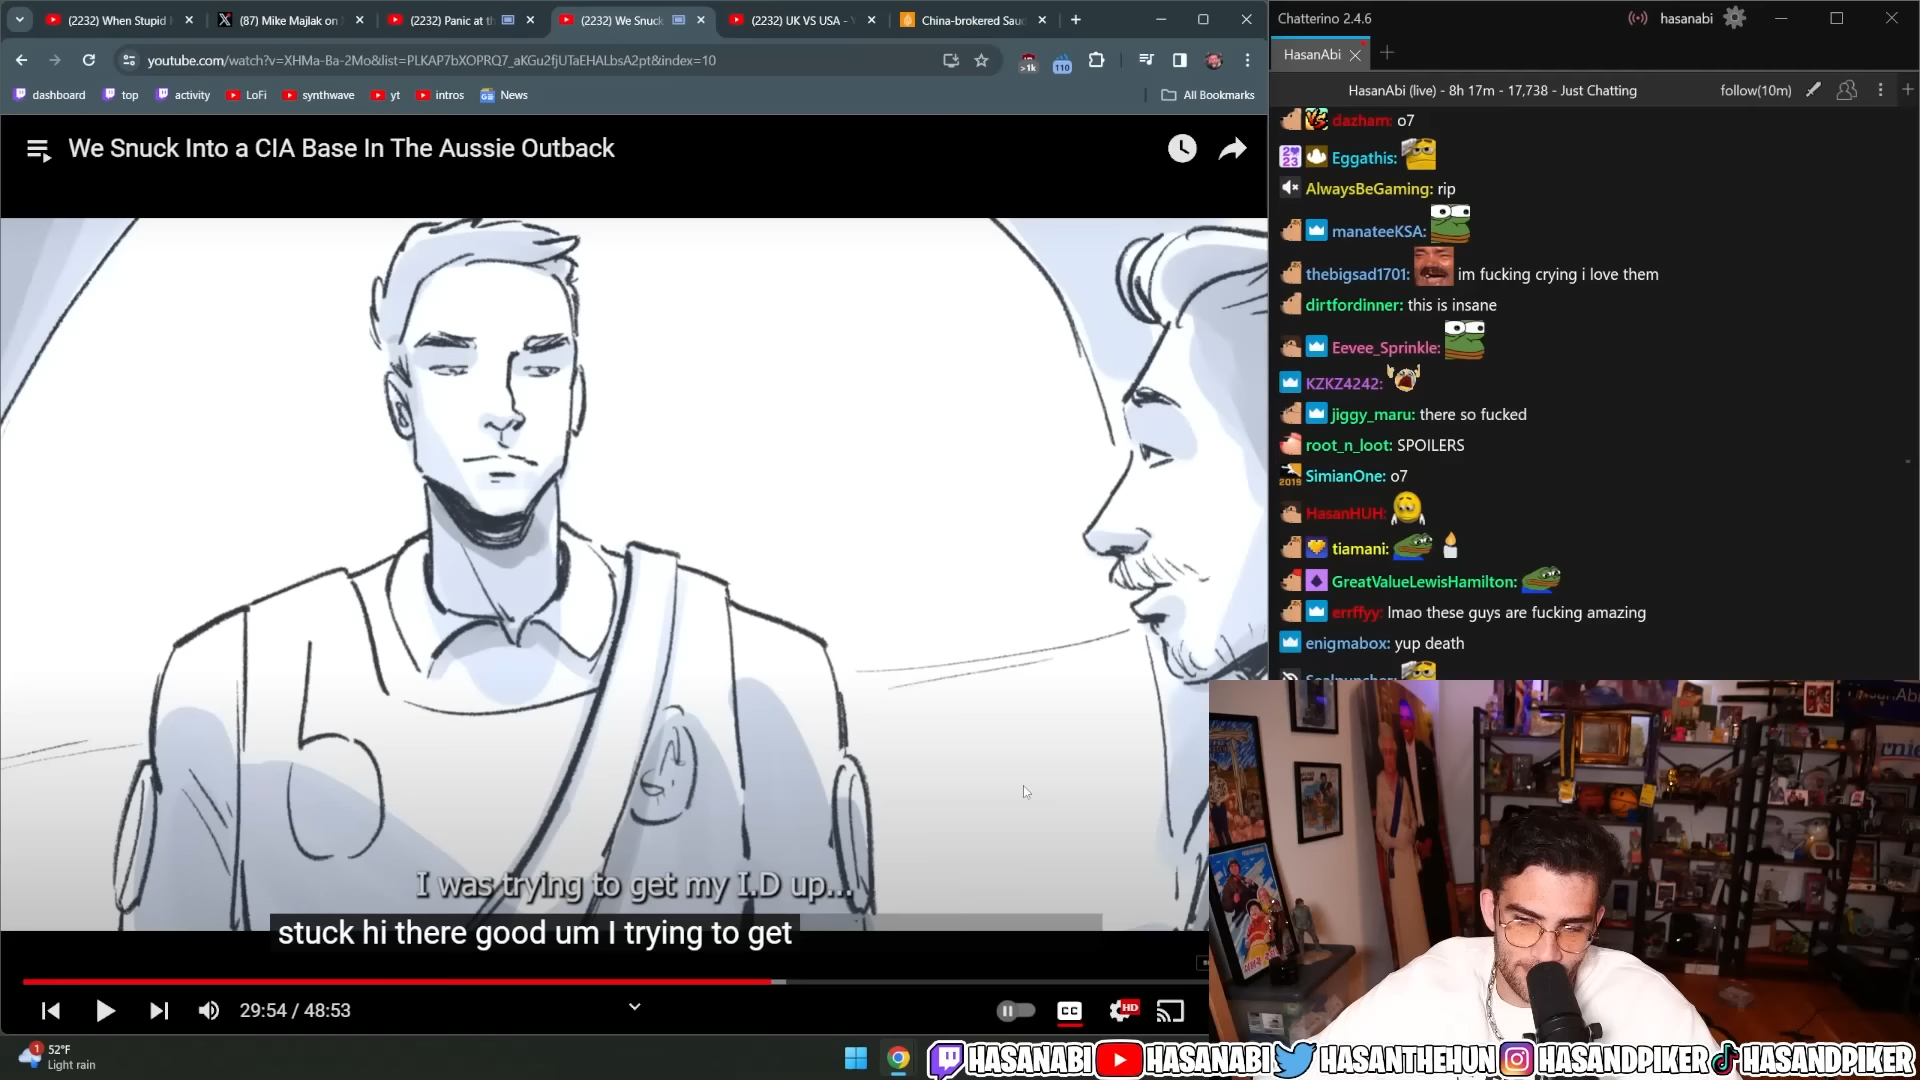 (2232) When Stupid
(87) Mike Majlak on
(2232) Panic at th
(2232) We Snuck
(2232) UK VS USA -
China-brokered Sau
Chatterino 2.4.6
hasanabi
HasanAbi
youtube.com/watch?v=XHMa-Ba-2Mo&list=PLKAP7bXOPRQ7_aKGu2fjUTaEHALbsA2pt&index=10
>1k
110
dashboard
top
activity
LoFi
synthwave
yt
intros
News
All Bookmarks
HasanAbi (live) - 8h 17m - 17,738 - Just Chatting
follow(10m)
We Snuck Into a CIA Base In The Aussie Outback
dazham: o7
Eggathis:
AlwaysBeGaming: rip
manateeKSA:
thebigsad1701: im fucking crying i love them
dirtfordinner: this is insane
Eevee_Sprinkle:
KZKZ4242:
jiggy_maru: there so fucked
root_n_loot: SPOILERS
2019 SimianOne: o7
HasanHUH:
tiamani:
GreatValueLewisHamilton:
errffyy: lmao these guys are fucking amazing
enigmabox: yup death
I was trying to get my I.D up...
stuck hi there good um I trying to get
29:54 / 48:53
CC
HD
1
52°F
Light rain
HASANABI
HASANABI
HASANTHEHUN
HASANDPIKER
HASANDPIKER